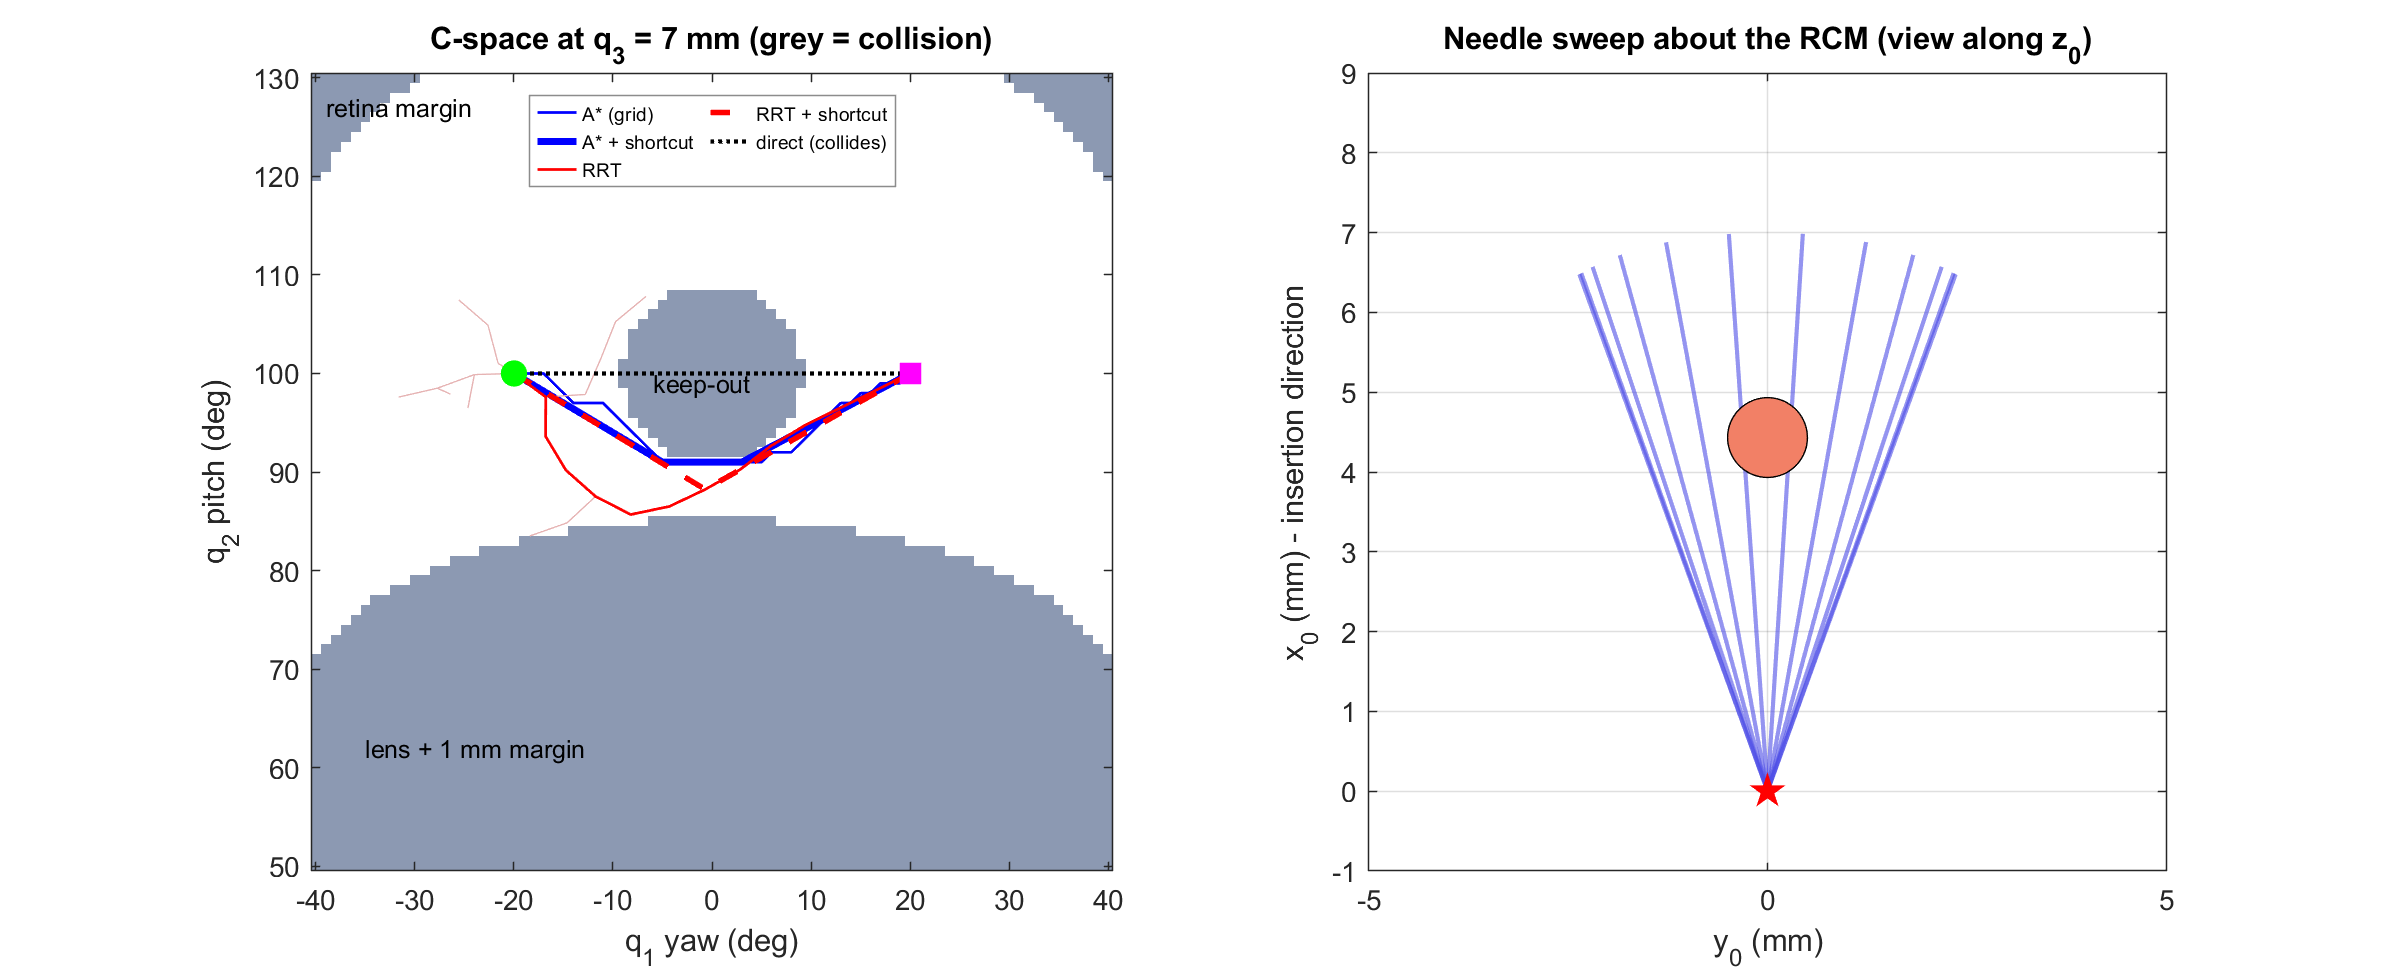 C-space at q3 = 7 mm (grey = collision)
130
120
110
100
90
80
70
60
50
q2 pitch (deg)
retina margin
A* (grid)
A* + shortcut
RRT
RRT + shortcut
direct (collides)
keep-out
lens + 1 mm margin
-40 -30 -20 -10 0 10 20 30 40
q1 yaw (deg)
Needle sweep about the RCM (view along z0)
9
8
7
6
5
4
3
2
1
0
-1
x0 (mm) - insertion direction
-5 0 5
y0 (mm)